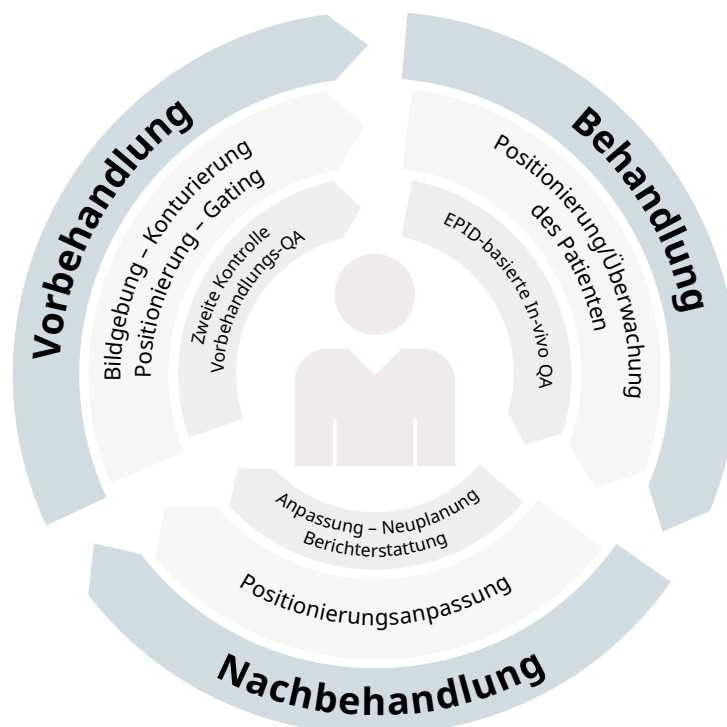 Vorbehandlung
Bildgebung – Konturierung
Positionierung – Gating
Zweite Kontrolle
Vorbehandlungs-QA
Behandlung
Positionierung/Überwachung
des Patienten
EPID-basierte In-vivo QA
Anpassung – Neuplanung
Berichterstattung
Positionierungsanpassung
Nachbehandlung